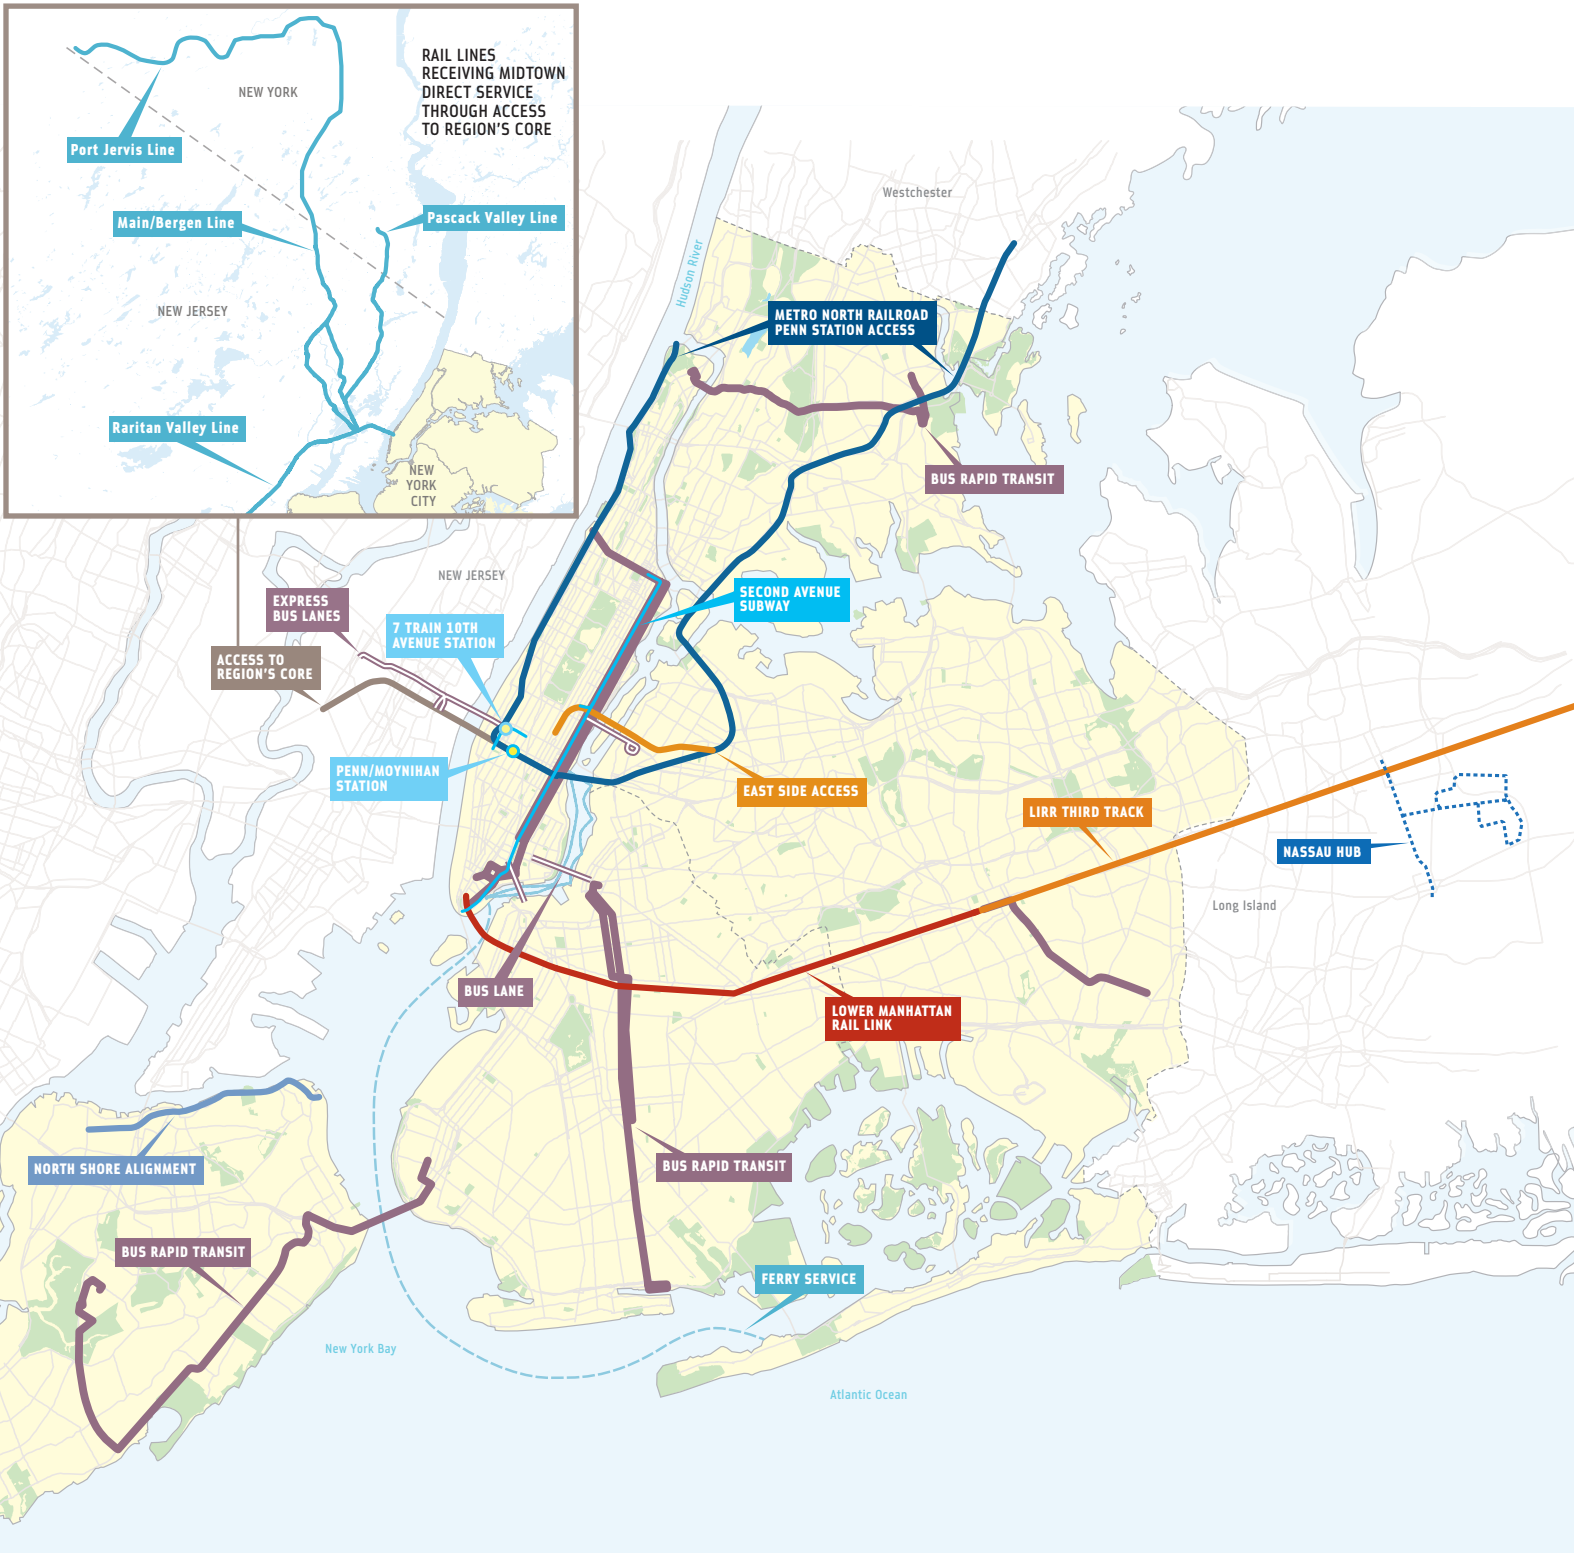 RAIL LINES
RECEIVING MIDTOWN
DIRECT SERVICE
THROUGH ACCESS
TO REGION'S CORE
NEW YORK
Port Jervis Line
Main/Bergen Line
Pascack Valley Line
NEW JERSEY
Raritan Valley Line
NEW
YORK
CITY
Westchester
Hudson River
METRO NORTH RAILROAD
PENN STATION ACCESS
BUS RAPID TRANSIT
NEW JERSEY
EXPRESS
BUS LANES
7 TRAIN 10TH
AVENUE STATION
SECOND AVENUE
SUBWAY
ACCESS TO
REGION'S CORE
PENN/MOYNIHAN
STATION
EAST SIDE ACCESS
LIRR THIRD TRACK
NASSAU HUB
Long Island
BUS LANE
LOWER MANHATTAN
RAIL LINK
NORTH SHORE ALIGNMENT
BUS RAPID TRANSIT
BUS RAPID TRANSIT
FERRY SERVICE
New York Bay
Atlantic Ocean